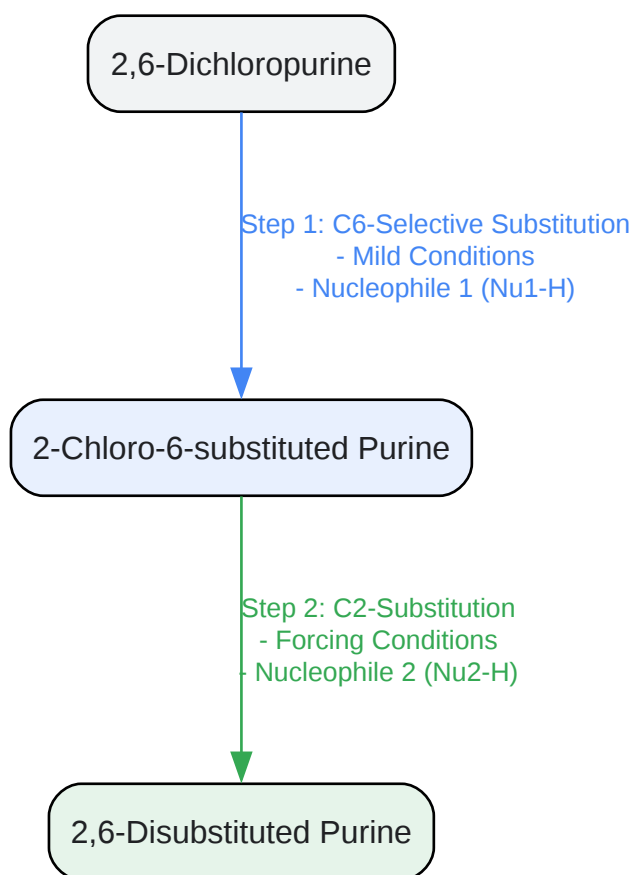 2,6-Dichloropurine
Step 1: C6-Selective Substitution
- Mild Conditions
- Nucleophile 1 (Nu1-H)
2-Chloro-6-substituted Purine
Step 2: C2-Substitution
- Forcing Conditions
- Nucleophile 2 (Nu2-H)
2,6-Disubstituted Purine